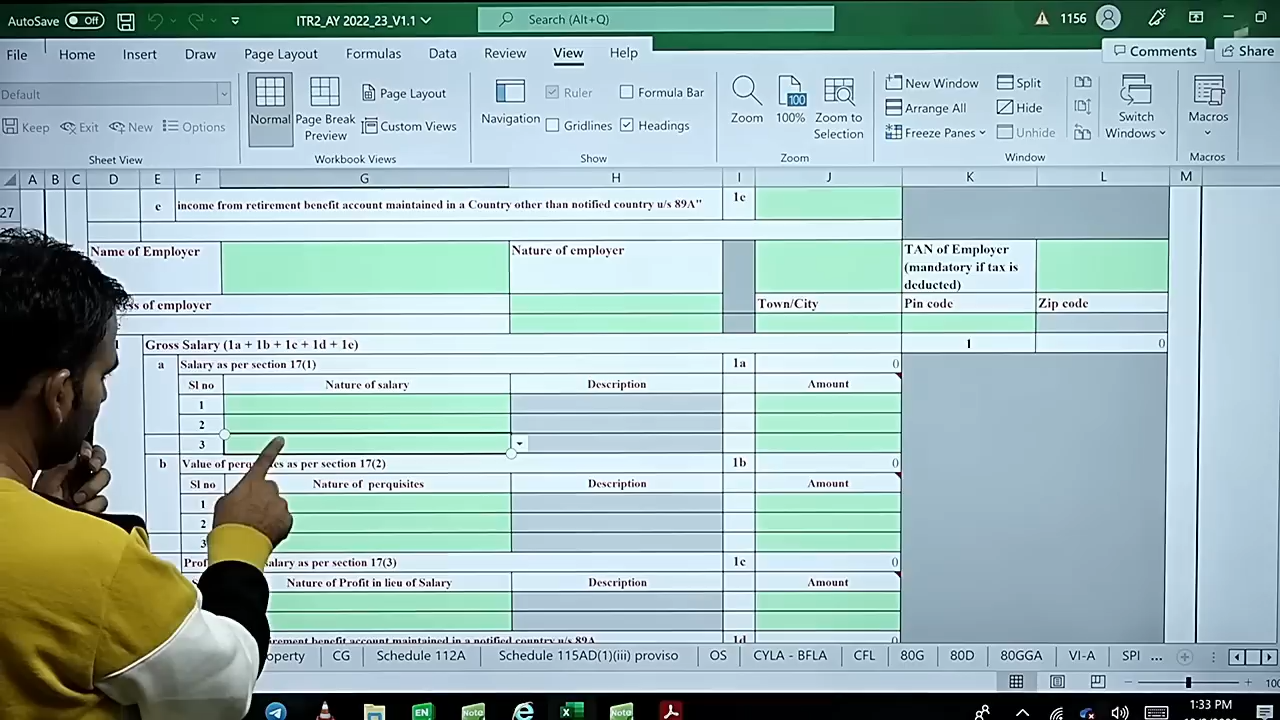 AutoSave Off ITR2_AY 2022_23_V1.1 Search (Alt+Q) 1156
File Home Insert Draw Page Layout Formulas Data Review View Help Comments Share
Default
Keep Exit New Options
Sheet View
Normal Page Break Preview Page Layout Custom Views
Workbook Views
Navigation Ruler Formula Bar Gridlines Headings
Show
Zoom 100 100% Zoom to Selection
Zoom
New Window Split
Arrange All Hide
Freeze Panes Unhide
Switch Windows
Window
Macros
Macros
A B C D E F G H I J K L M
27 e income from retirement benefit account maintained in a Country other than notified country u/s 89A" 1e
Name of Employer Nature of employer TAN of Employer
(mandatory if tax is
deducted)
of employer Town/City Pin code Zip code
1 Gross Salary (1a + 1b + 1c + 1d + 1e) 1 0
a Salary as per section 17(1) 1a 0
Sl no Nature of salary Description Amount
1
2
3
b Value of as per section 17(2) 1b 0
Sl no Nature of perquisites Description Amount
1
2
3
salary as per section 17(3) 1c 0
Nature of Profit in lieu of Salary Description Amount
benefit account maintained in a notified country u/s 89A 1d 0
CG Schedule 112A Schedule 115AD(1)(iii) proviso OS CYLA - BFLA CFL 80G 80D 80GGA VI-A SPI ...
EN Note Note 1:33 PM